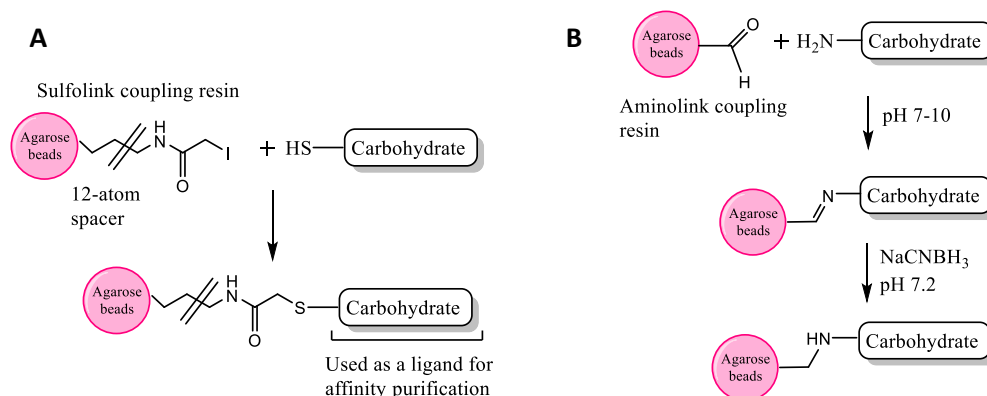 A
Sulfolink coupling resin
Agarose
beads
H
N
O
I
12-atom
spacer
+
HS
Carbohydrate
Agarose
beads
H
N
O
S
Carbohydrate
Used as a ligand for
affinity purification
B
Agarose
beads
O
H
+
H2N
Carbohydrate
Aminolink coupling
resin
pH 7-10
Agarose
beads
N
Carbohydrate
NaCNBH3
pH 7.2
Agarose
beads
HN
Carbohydrate